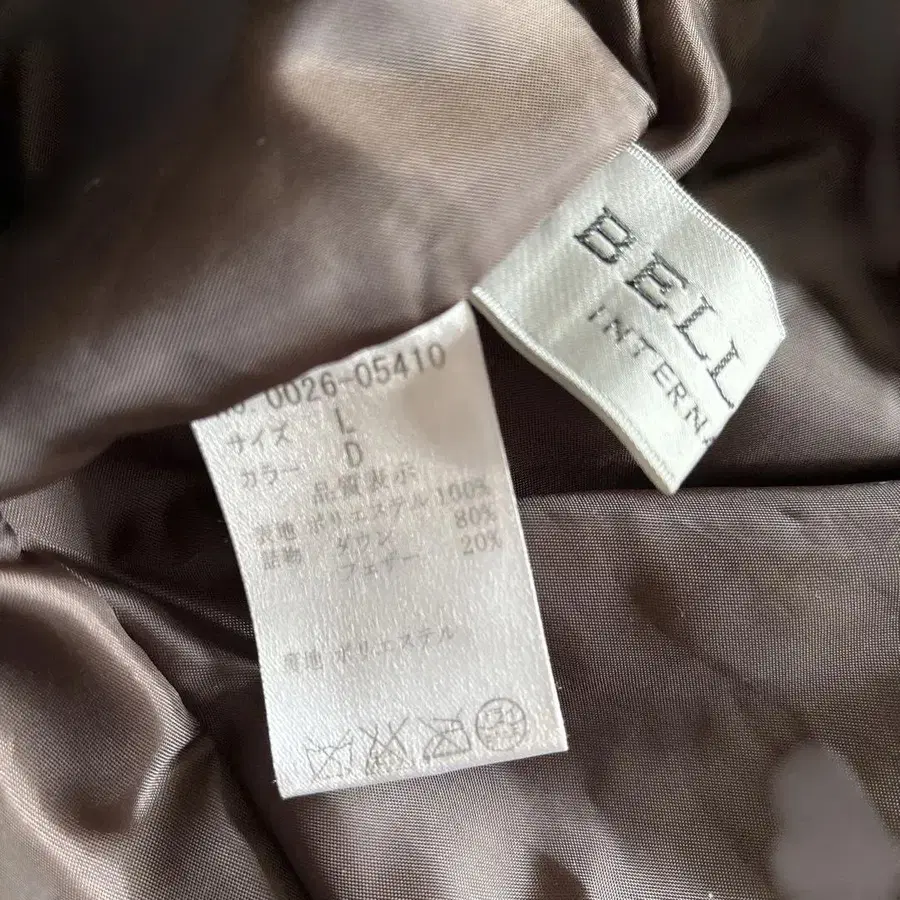 BELL
INTERNA
No. 0026-05410
サイズ L
カラー D
品質表示
表地 ポリエステル 100%
詰物 ダウン 80%
フェザー 20%
裏地 ポリエステル